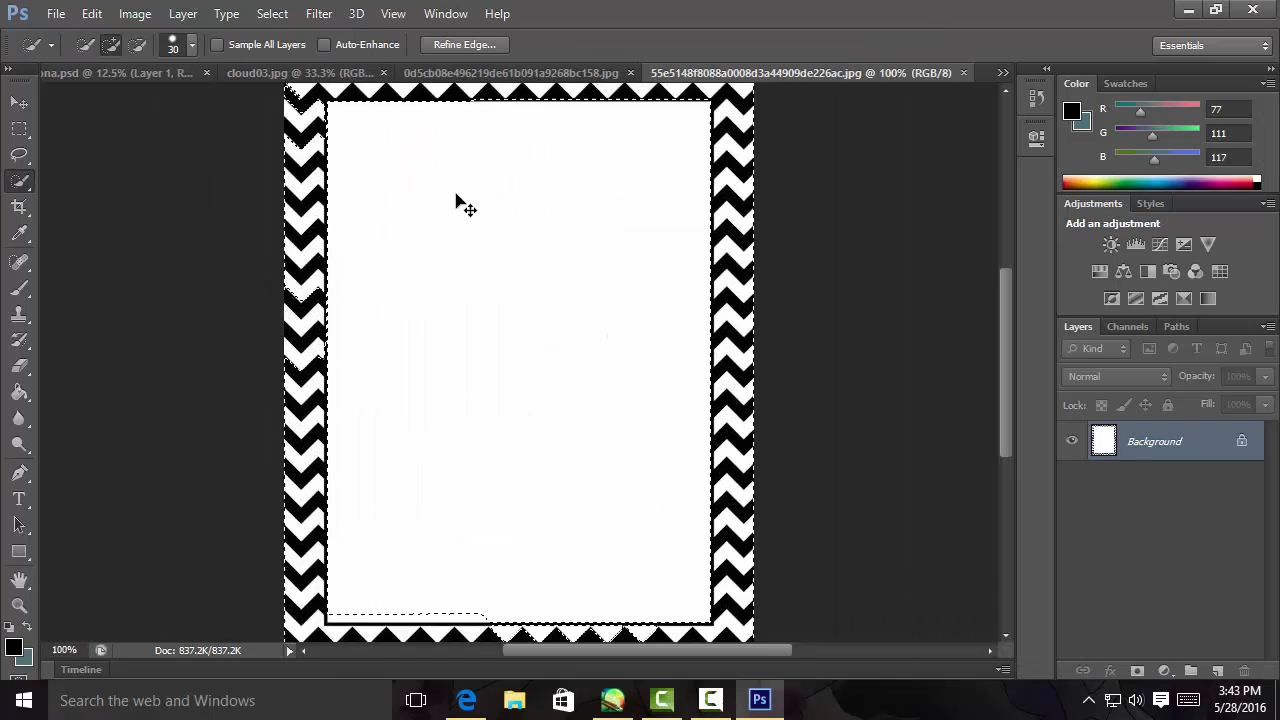 Ps File Edit Image Layer Type Select Filter 3D View Window Help
30 Sample All Layers Auto-Enhance Refine Edge... Essentials
ona.psd @ 12.5% (Layer 1, R... × cloud03.jpg @ 33.3% (RGB... × 0d5cb08e496219de61b091a9268bc158.jpg × 55e5148f8088a0008d3a44909de226ac.jpg @ 100% (RGB/8) ×
Color Swatches
R 77
G 111
B 117
Adjustments Styles
Add an adjustment
Layers Channels Paths
Kind
Normal Opacity: 100%
Lock: Fill: 100%
Background
100% Doc: 837.2K/837.2K
Timeline
Search the web and Windows
3:43 PM
5/28/2016